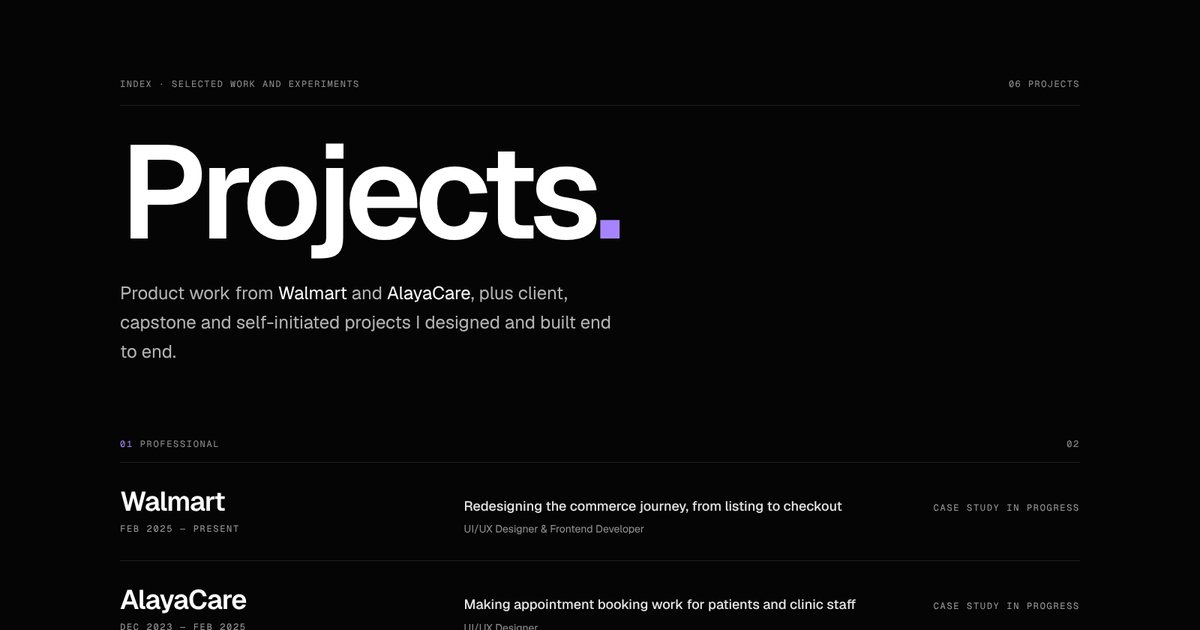 INDEX · SELECTED WORK AND EXPERIMENTS
06 PROJECTS
Projects.
Product work from Walmart and AlayaCare, plus client,
capstone and self-initiated projects I designed and built end
to end.
01 PROFESSIONAL
02
Walmart
FEB 2025 — PRESENT
Redesigning the commerce journey, from listing to checkout
UI/UX Designer & Frontend Developer
CASE STUDY IN PROGRESS
AlayaCare
DEC 2023 — FEB 2025
Making appointment booking work for patients and clinic staff
UI/UX Designer
CASE STUDY IN PROGRESS